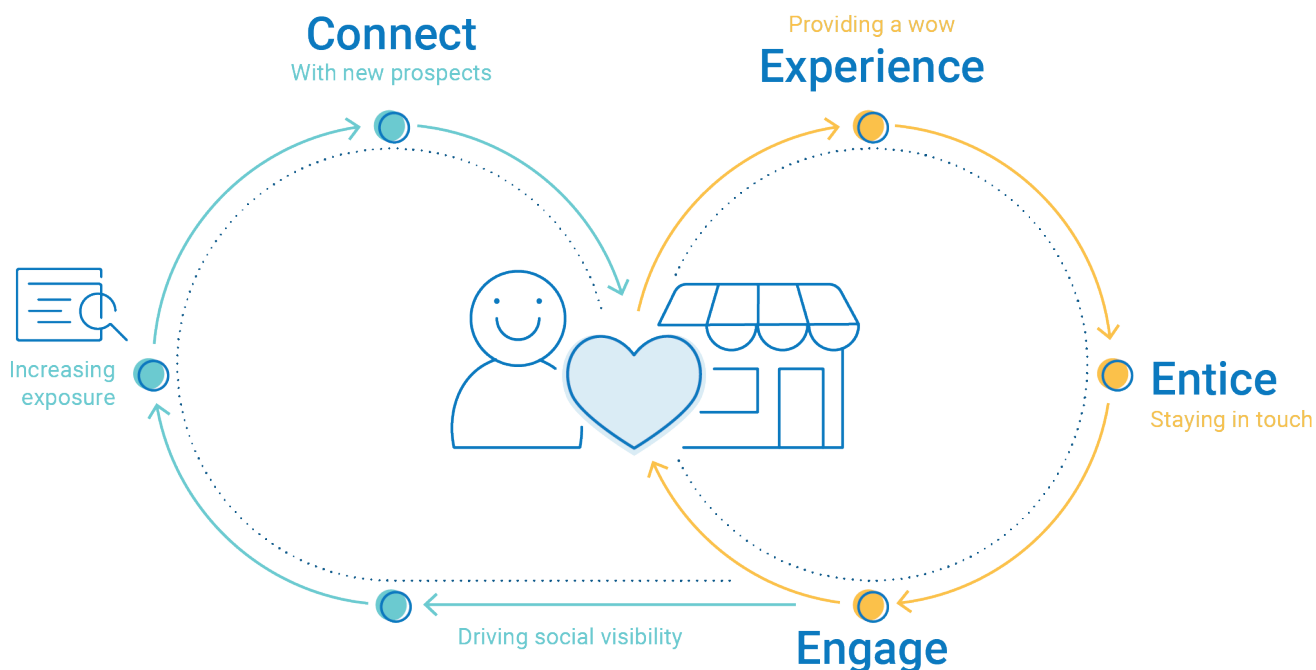 Connect
With new prospects
Providing a wow
Experience
Increasing
exposure
Entice
Staying in touch
Driving social visibility
Engage